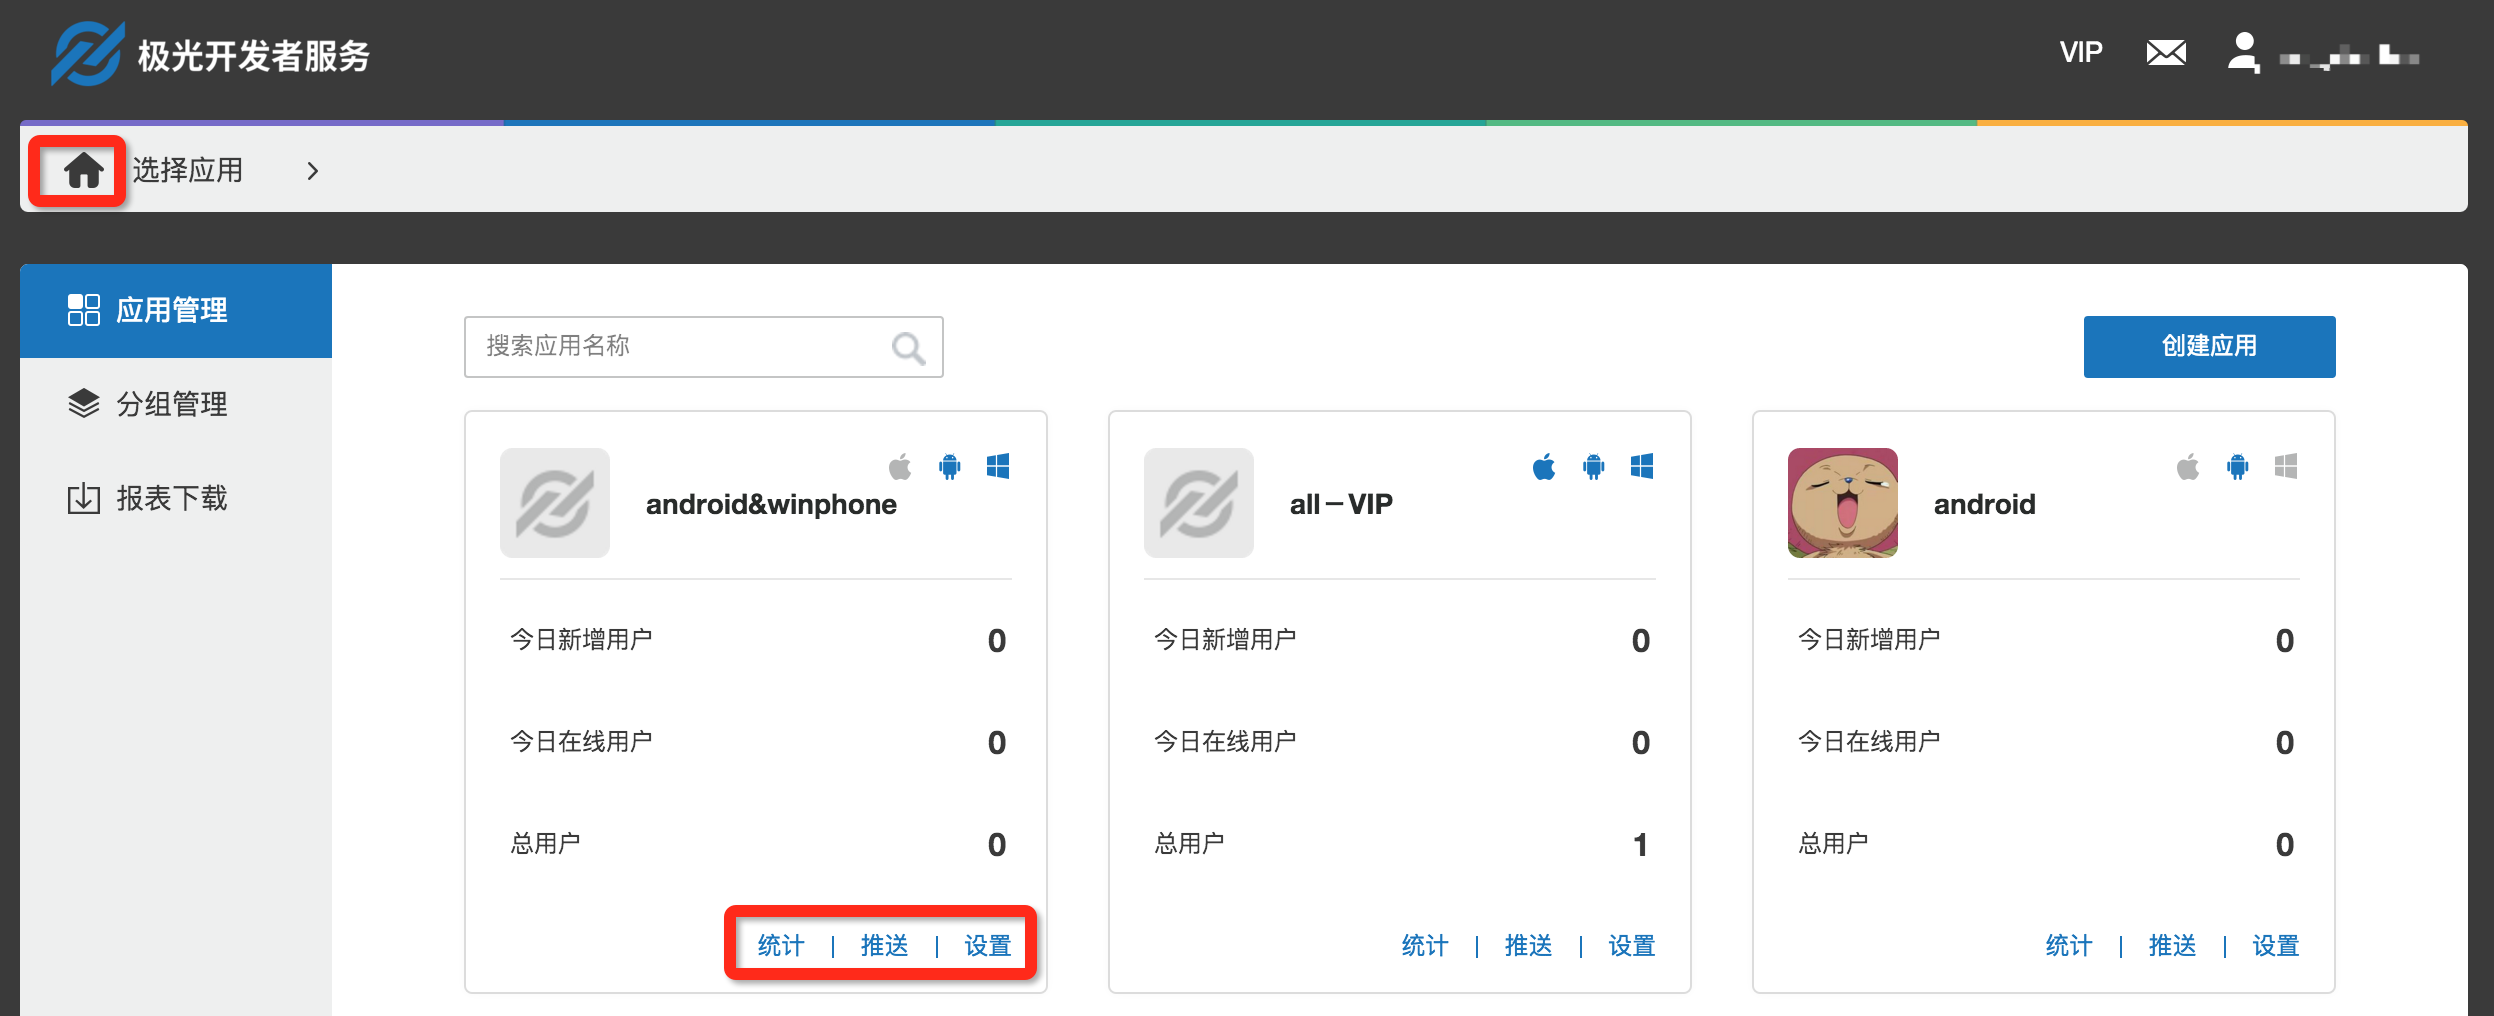 极光开发者服务
VIP
选择应用
应用管理
分组管理
报表下载
搜索应用名称
创建应用
android&winphone
今日新增用户 0
今日在线用户 0
总用户 0
统计 | 推送 | 设置
all－VIP
今日新增用户 0
今日在线用户 0
总用户 1
统计 | 推送 | 设置
android
今日新增用户 0
今日在线用户 0
总用户 0
统计 | 推送 | 设置